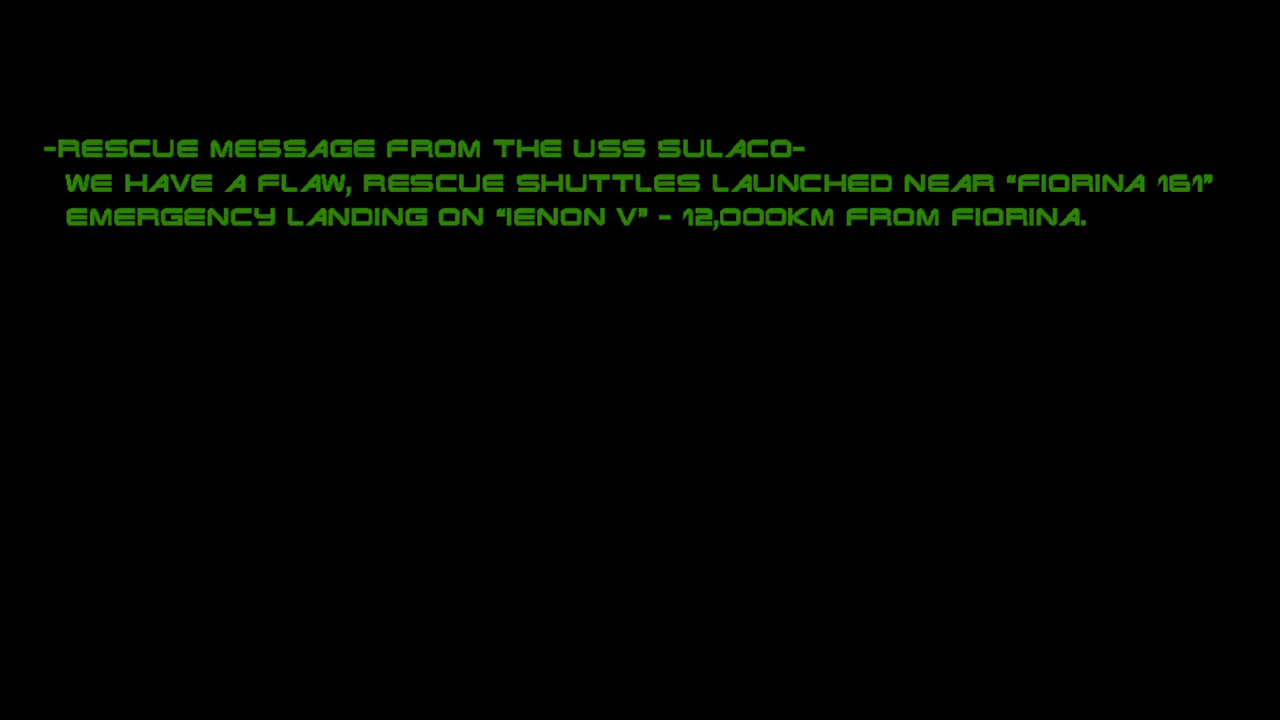 -RESCUE MESSAGE FROM THE USS SULACO-
WE HAVE A FLAW, RESCUE SHUTTLES LAUNCHED NEAR “FIORINA 161”
EMERGENCY LANDING ON “IENON V” - 12,000KM FROM FIORINA.